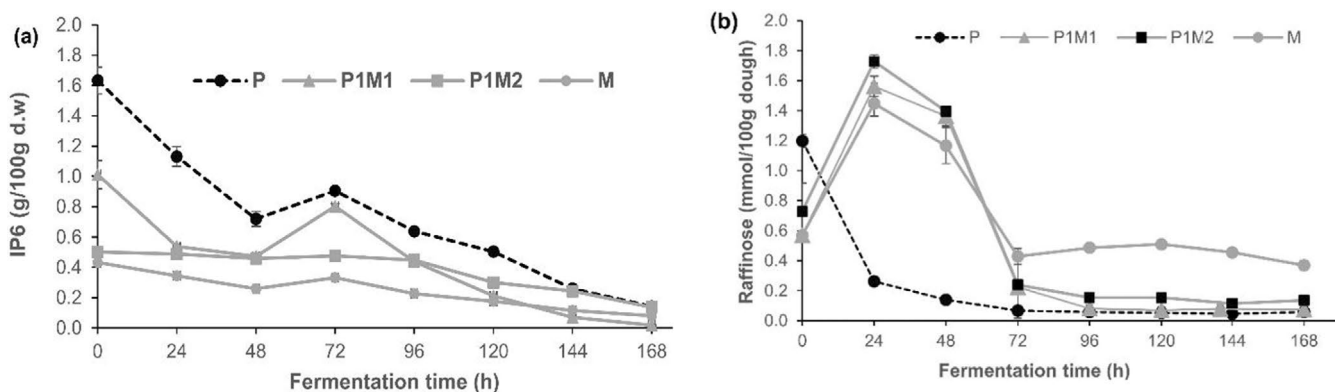 (a)
P P1M1 P1M2 M
IP6 (g/100g d.w)
2.0
1.8
1.6
1.4
1.2
1.0
0.8
0.6
0.4
0.2
0.0
0 24 48 72 96 120 144 168
Fermentation time (h)
(b)
P P1M1 P1M2 M
Raffinose (mmol/100g dough)
2.0
1.8
1.6
1.4
1.2
1.0
0.8
0.6
0.4
0.2
0.0
0 24 48 72 96 120 144 168
Fermentation time (h)